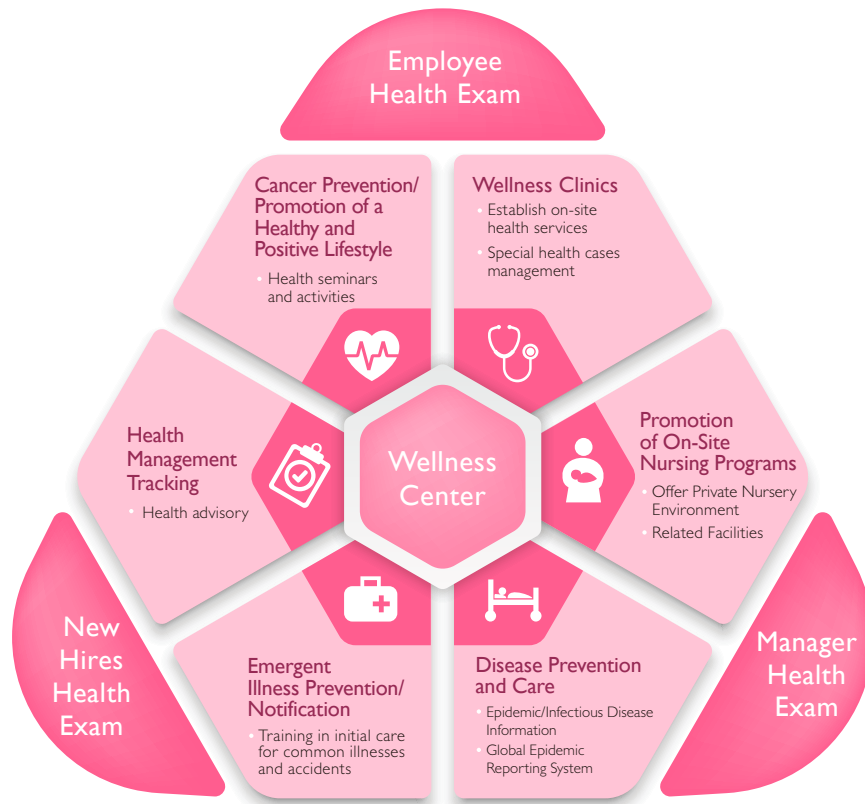 Employee
Health Exam
Cancer Prevention/
Promotion of a
Healthy and
Positive Lifestyle
• Health seminars
and activities
Wellness Clinics
• Establish on-site
health services
• Special health cases
management
Health
Management
Tracking
• Health advisory
Wellness
Center
Promotion
of On-Site
Nursing Programs
• Offer Private Nursery
Environment
• Related Facilities
New
Hires
Health
Exam
Emergent
Illness Prevention/
Notification
• Training in initial care
for common illnesses
and accidents
Disease Prevention
and Care
• Epidemic/Infectious Disease
Information
• Global Epidemic
Reporting System
Manager
Health
Exam